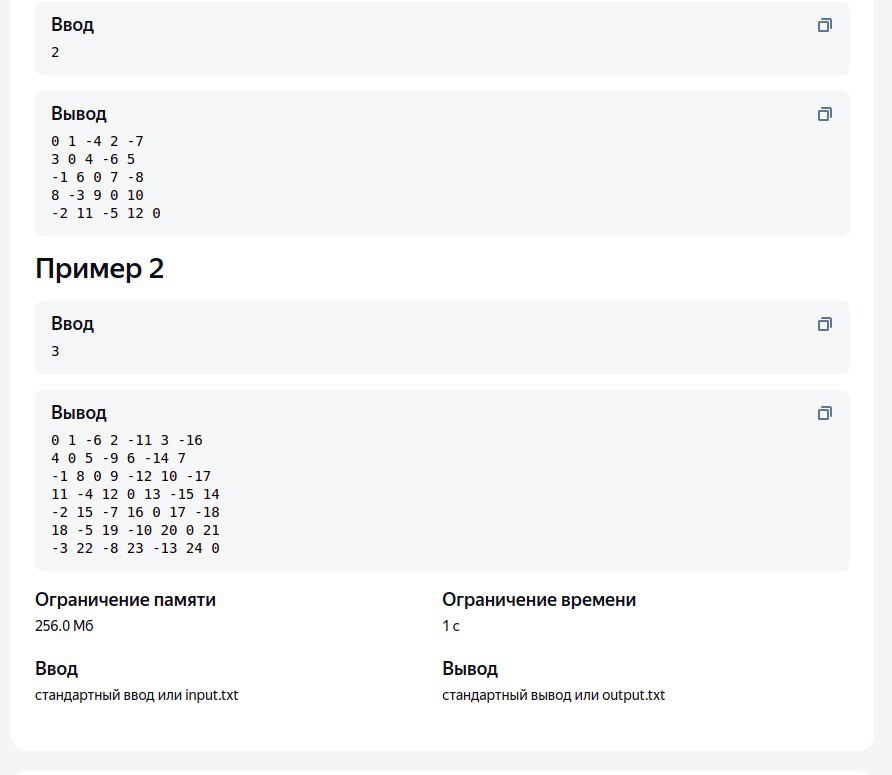 Ввод
2
Вывод
0 1 -4 2 -7
3 0 4 -6 5
-1 6 0 7 -8
8 -3 9 0 10
-2 11 -5 12 0
Пример 2
Ввод
3
Вывод
0 1 -6 2 -11 3 -16
4 0 5 -9 6 -14 7
-1 8 0 9 -12 10 -17
11 -4 12 0 13 -15 14
-2 15 -7 16 0 17 -18
18 -5 19 -10 20 0 21
-3 22 -8 23 -13 24 0
Ограничение памяти
256.0 Мб
Ограничение времени
1 с
Ввод
стандартный ввод или input.txt
Вывод
стандартный вывод или output.txt